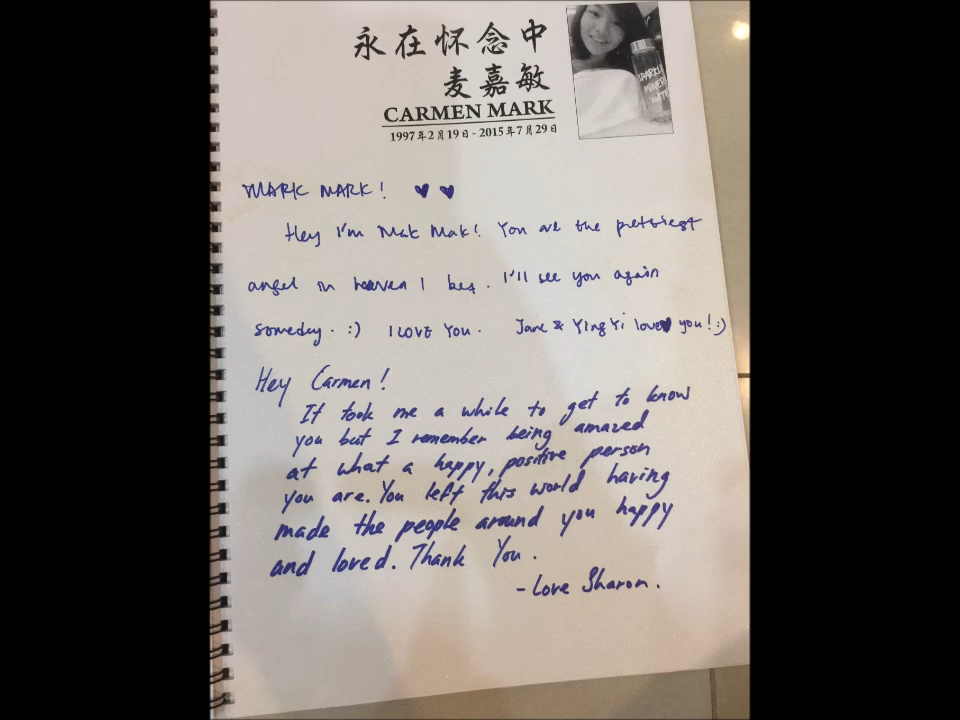 永在怀念中
麦嘉敏
CARMEN MARK
1997年2月19日 - 2015年7月29日
SPARKLING
MINERAL
WATER
MARK MARK! ♥ ♥
Hey I'm Mak Mak! You are the prettiest
angel in heaven I bet. I'll see you again
someday. :) I LOVE YOU. Jane & Ying Yi love♥ you! :)
Hey Carmen!
It took me a while to get to know
you but I remember being amazed
at what a happy, positive person
you are. You left this world having
made the people around you happy
and loved. Thank You.
- Love Sharon.